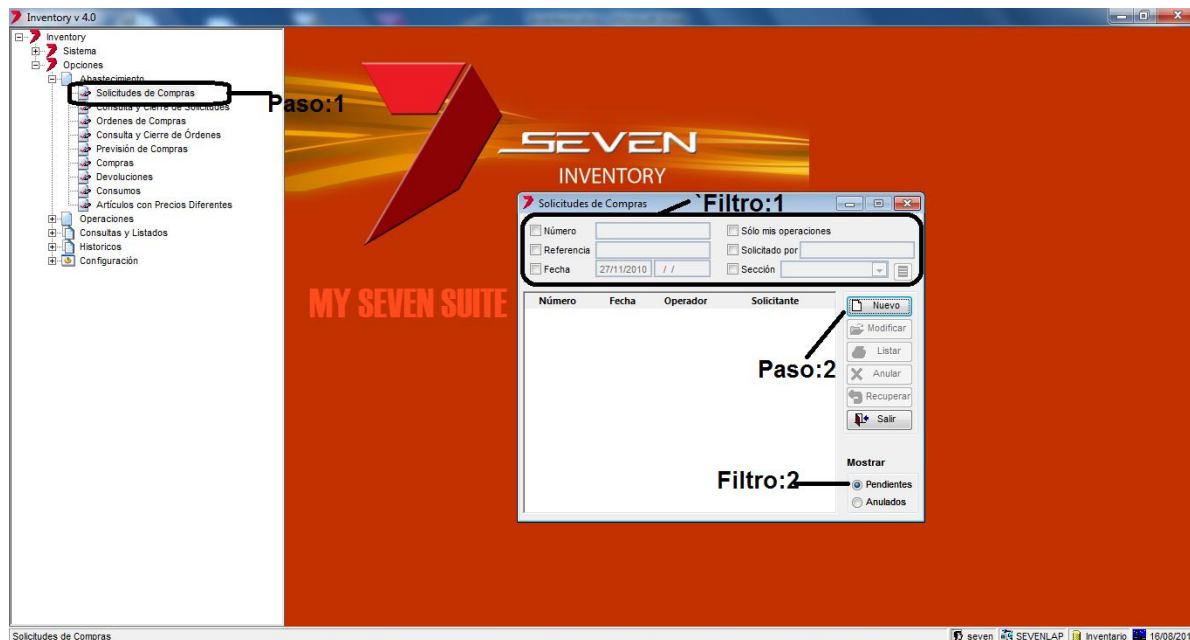 Inventory v 4.0
Inventory
Sistema
Opciones
Abastecimiento
Solicitudes de Compras
Paso:1
Consulta y Cierre de Solicitudes
Ordenes de Compras
Consulta y Cierre de Órdenes
Previsión de Compras
Compras
Devoluciones
Consumos
Artículos con Precios Diferentes
Operaciones
Consultas y Listados
Historicos
Configuración
SEVEN
INVENTORY
MY SEVEN SUITE
Solicitudes de Compras
`Filtro:1
Número
Sólo mis operaciones
Referencia
Solicitado por
Fecha 27/11/2010 / /
Sección
Número Fecha Operador Solicitante
Nuevo
Modificar
Listar
Paso:2
Anular
Recuperar
Salir
Mostrar
Filtro:2
Pendientes
Anulados
Solicitudes de Compras
seven SEVENLAP Inventario 16/08/201